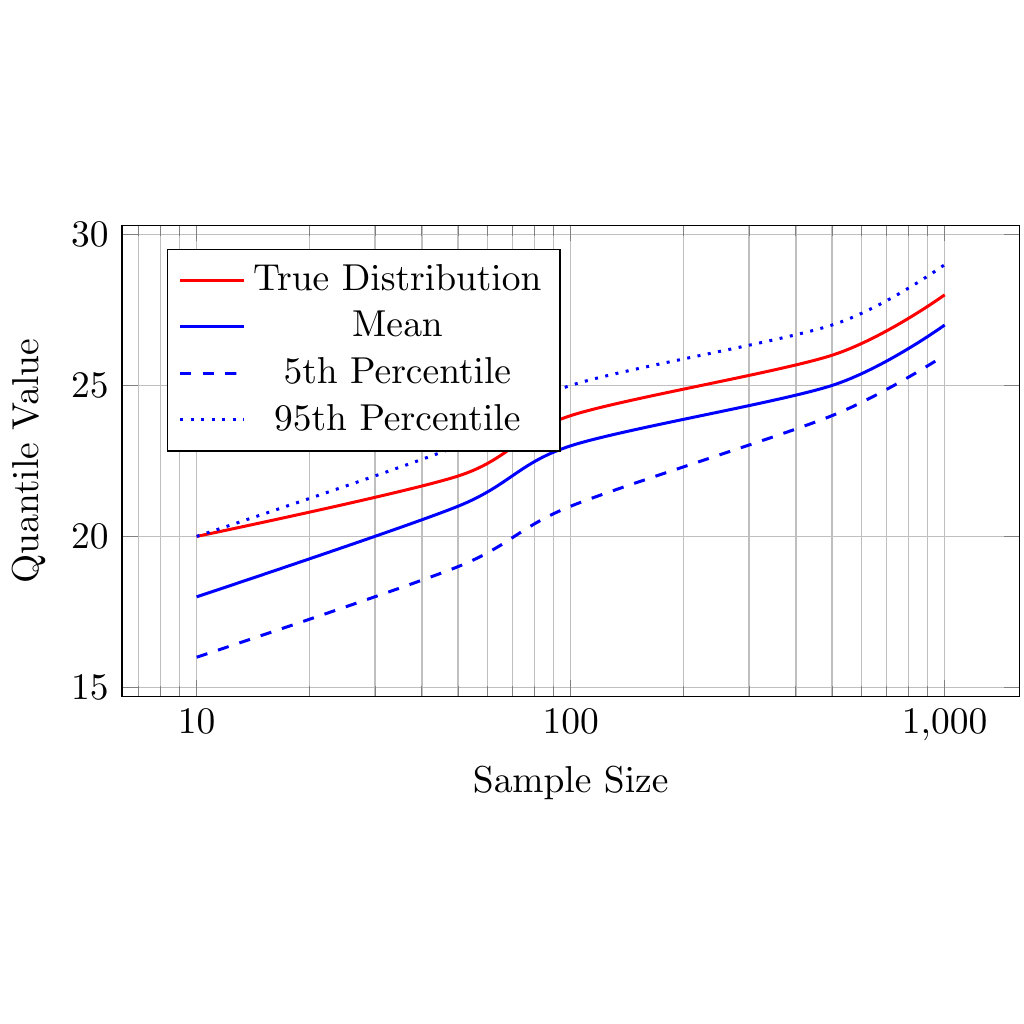 30
25
20
15
Quantile Value
True Distribution
Mean
5th Percentile
95th Percentile
10
100
1,000
Sample Size